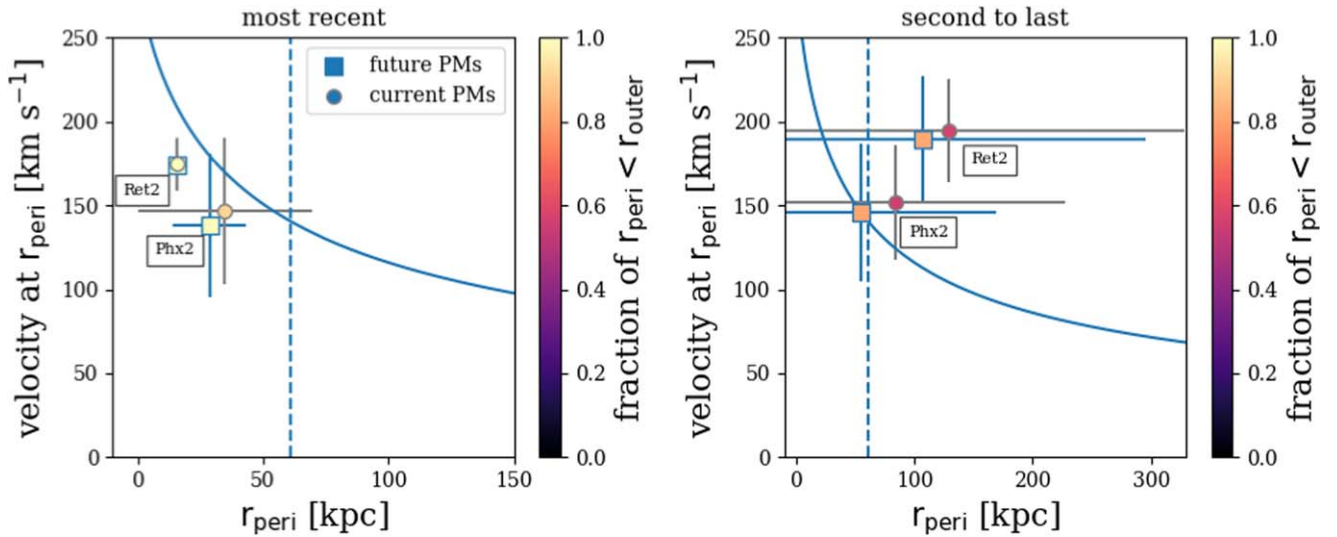 most recent
250
200
150
100
50
0
0
50
100
150
velocity at r_peri [km s⁻¹]
r_peri [kpc]
future PMs
current PMs
Ret2
Phx2
1.0
0.8
0.6
0.4
0.2
0.0
fraction of r_peri < r_outer
second to last
250
200
150
100
50
0
0
100
200
300
velocity at r_peri [km s⁻¹]
r_peri [kpc]
Ret2
Phx2
1.0
0.8
0.6
0.4
0.2
0.0
fraction of r_peri < r_outer